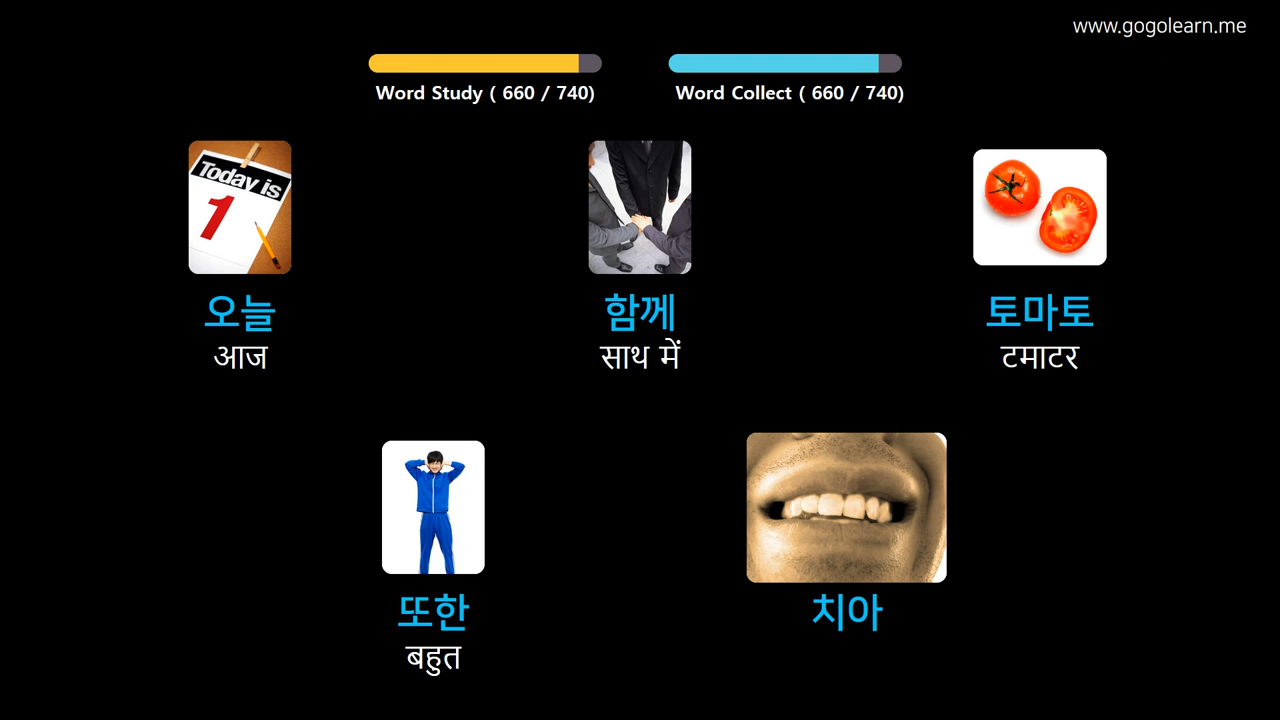 www.gogolearn.me
Word Study ( 660 / 740)
Word Collect ( 660 / 740)
Today is
1
오늘
आज
함께
साथ में
토마토
टमाटर
또한
बहुत
치아